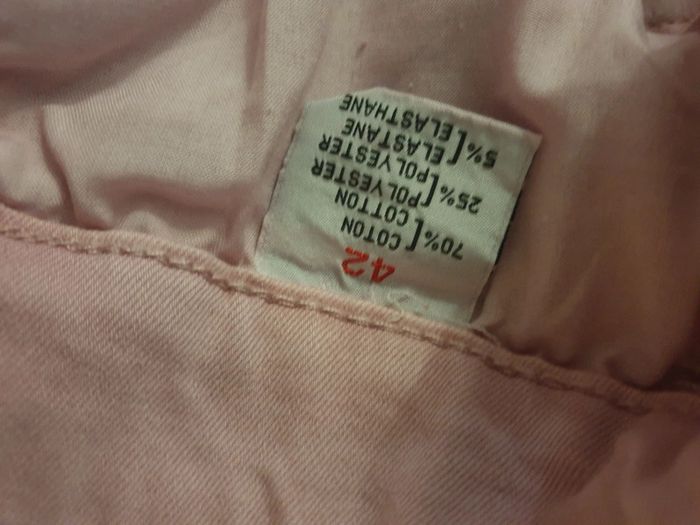 42
70% [ COTON
COTTON
25% [ POLYESTER
POLYESTER
5% [ ELASTANE
ELASTHANE